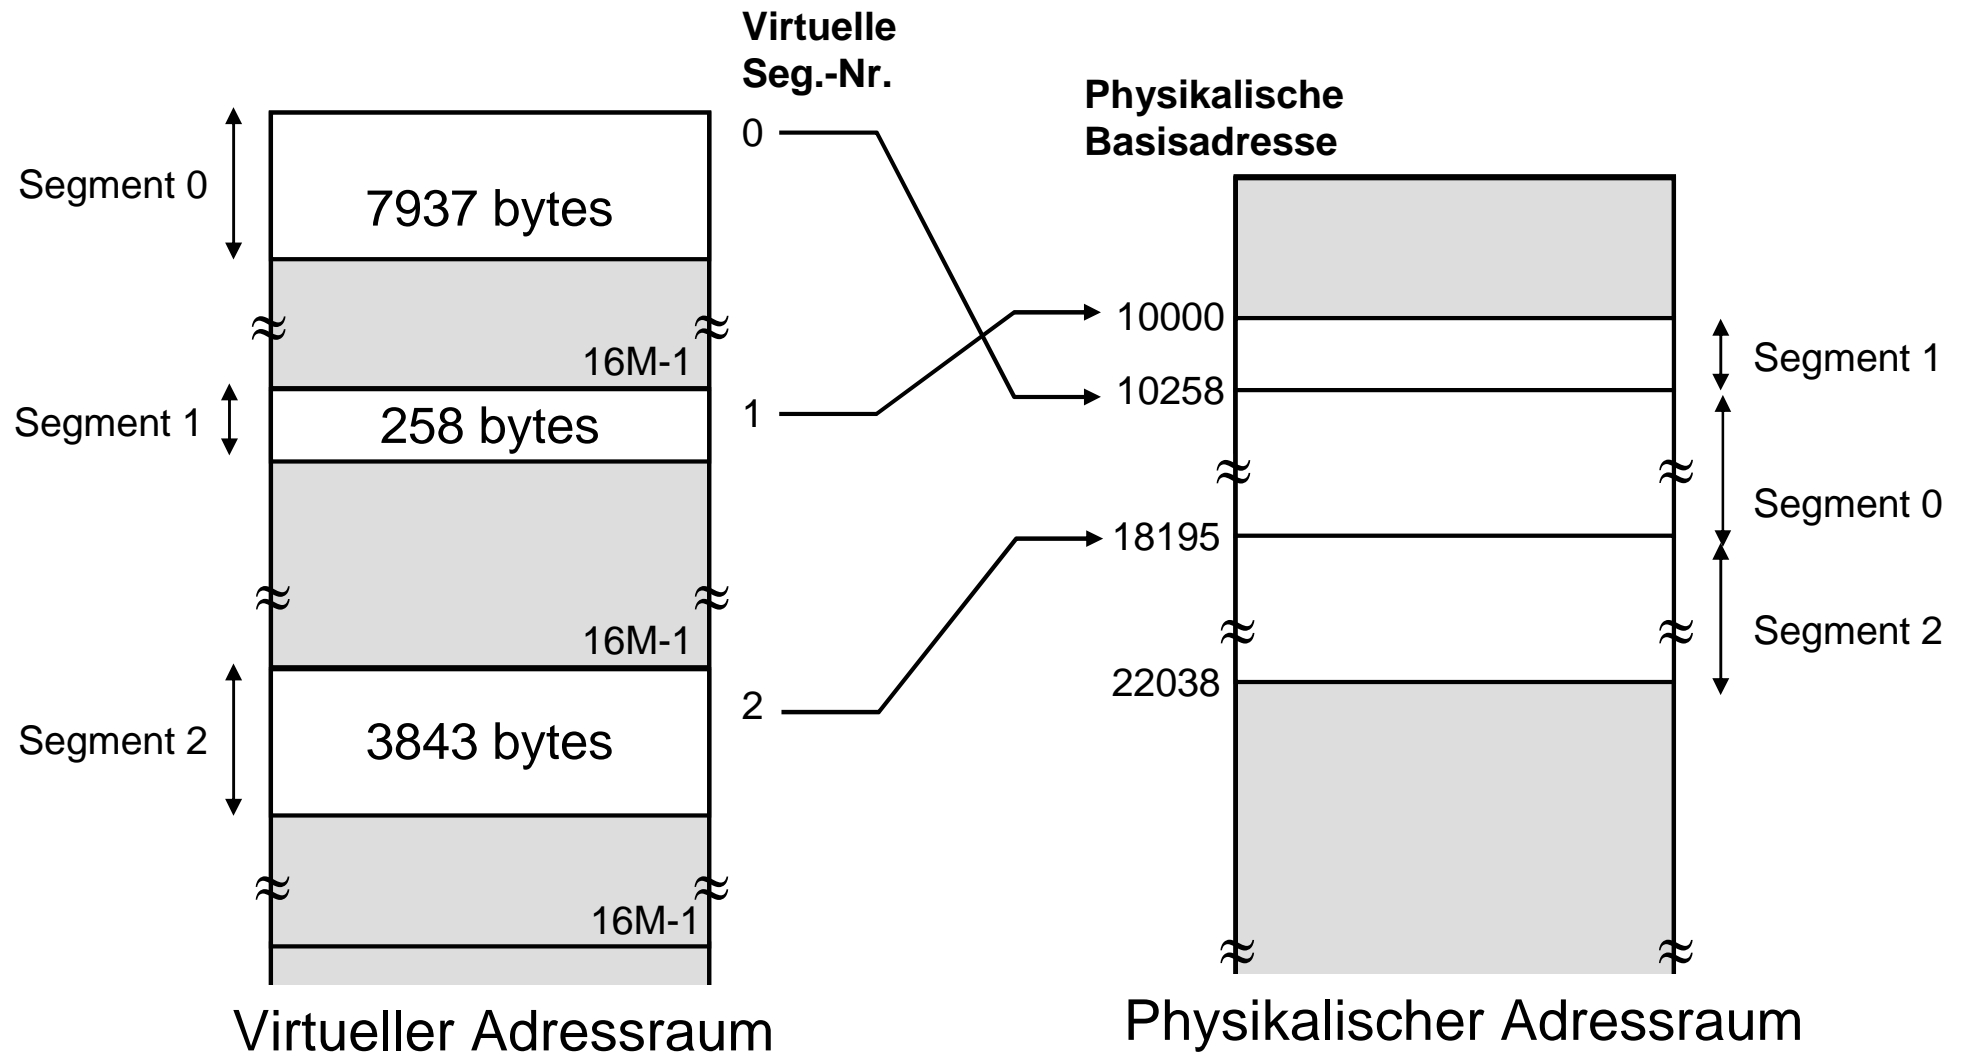 Virtuelle
Seg.-Nr.
Physikalische
Basisadresse
0
Segment 0
7937 bytes
10000
16M-1
Segment 1
10258
1
Segment 1
258 bytes
Segment 0
18195
16M-1
Segment 2
22038
2
Segment 2
3843 bytes
16M-1
Virtueller Adressraum
Physikalischer Adressraum